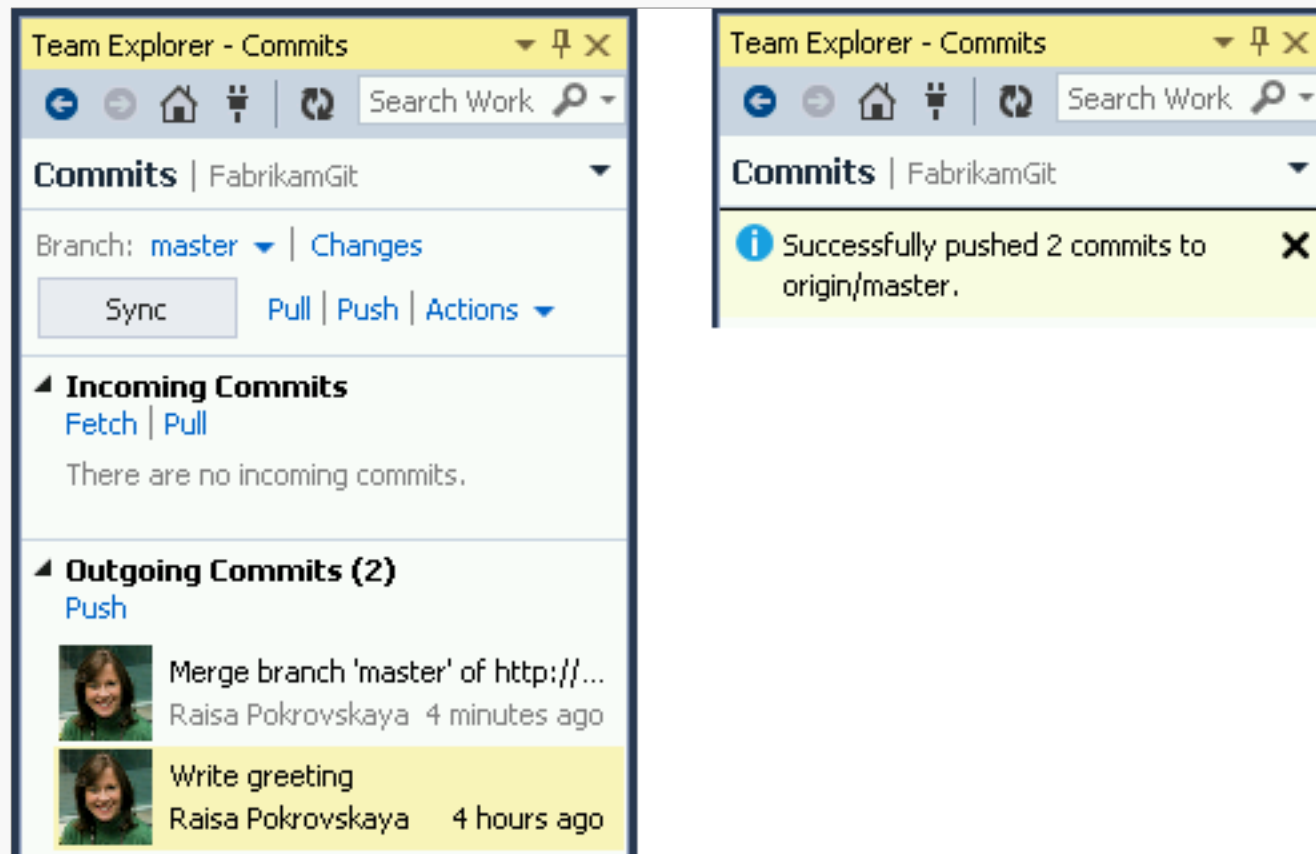 Team Explorer - Commits
Search Work
Commits | FabrikamGit
Branch: master | Changes
Sync Pull | Push | Actions
Incoming Commits
Fetch | Pull
There are no incoming commits.
Outgoing Commits (2)
Push
Merge branch 'master' of http://...
Raisa Pokrovskaya 4 minutes ago
Write greeting
Raisa Pokrovskaya 4 hours ago
Team Explorer - Commits
Search Work
Commits | FabrikamGit
Successfully pushed 2 commits to
origin/master.